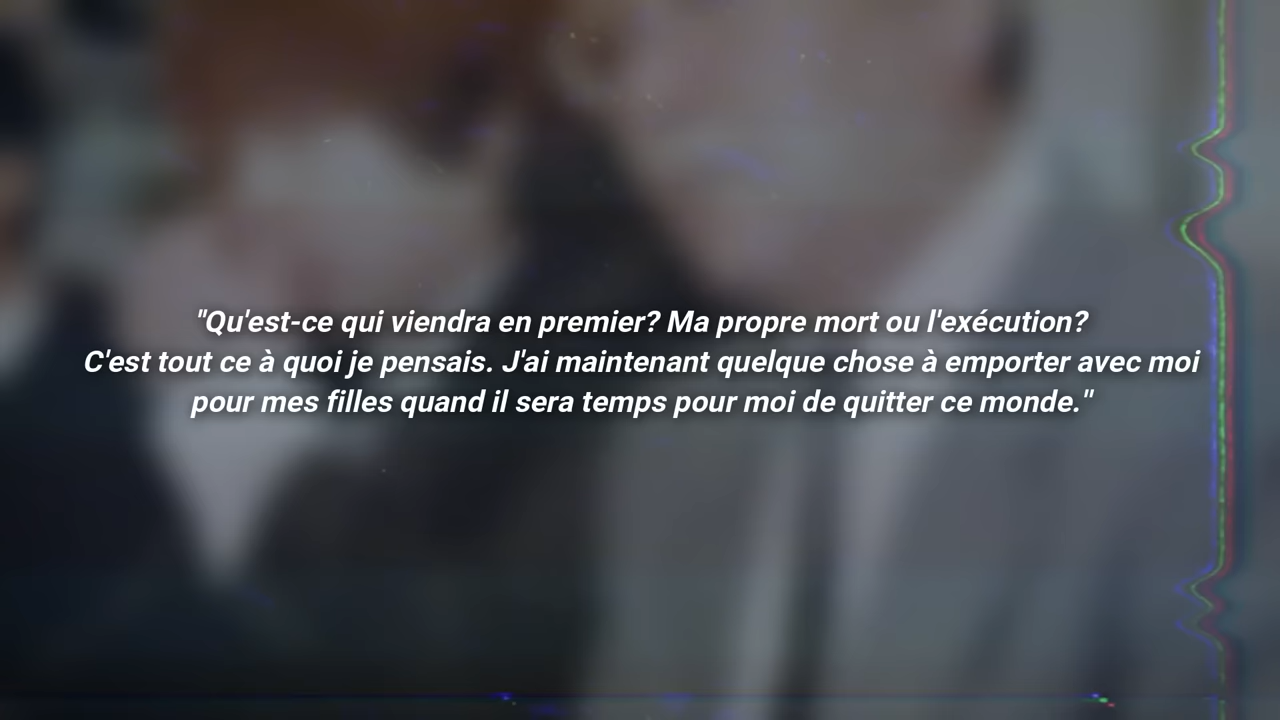 "Qu'est-ce qui viendra en premier? Ma propre mort ou l'exécution?
C'est tout ce à quoi je pensais. J'ai maintenant quelque chose à emporter avec moi
pour mes filles quand il sera temps pour moi de quitter ce monde."